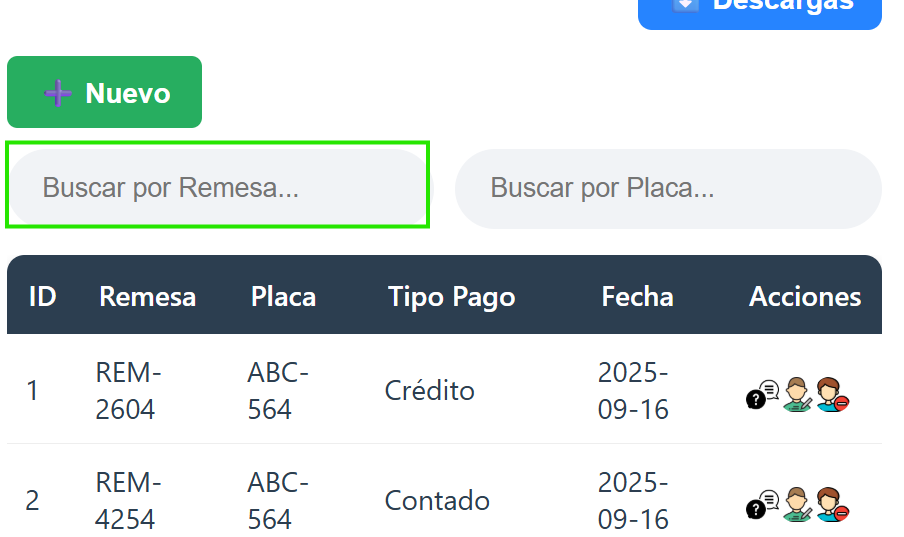 Descargas
Nuevo
Buscar por Remesa... Buscar por Placa...
ID Remesa Placa Tipo Pago Fecha Acciones
1 REM-2604 ABC-564 Crédito 2025-09-16
2 REM-4254 ABC-564 Contado 2025-09-16